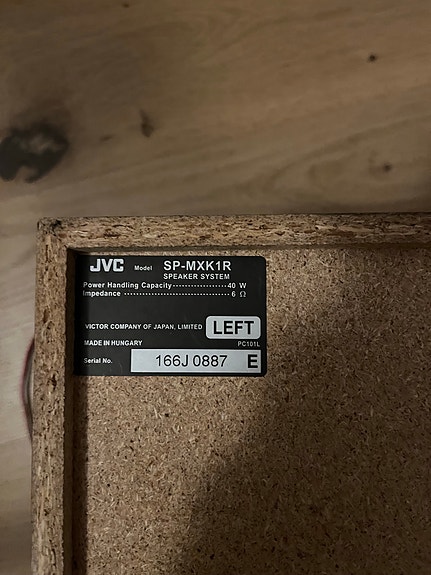 JVC Model SP-MXK1R
SPEAKER SYSTEM
Power Handling Capacity ·················· 40 W
Impedance ································ 6 Ω
VICTOR COMPANY OF JAPAN, LIMITED LEFT
MADE IN HUNGARY PC101L
Serial No. 166J 0887 E